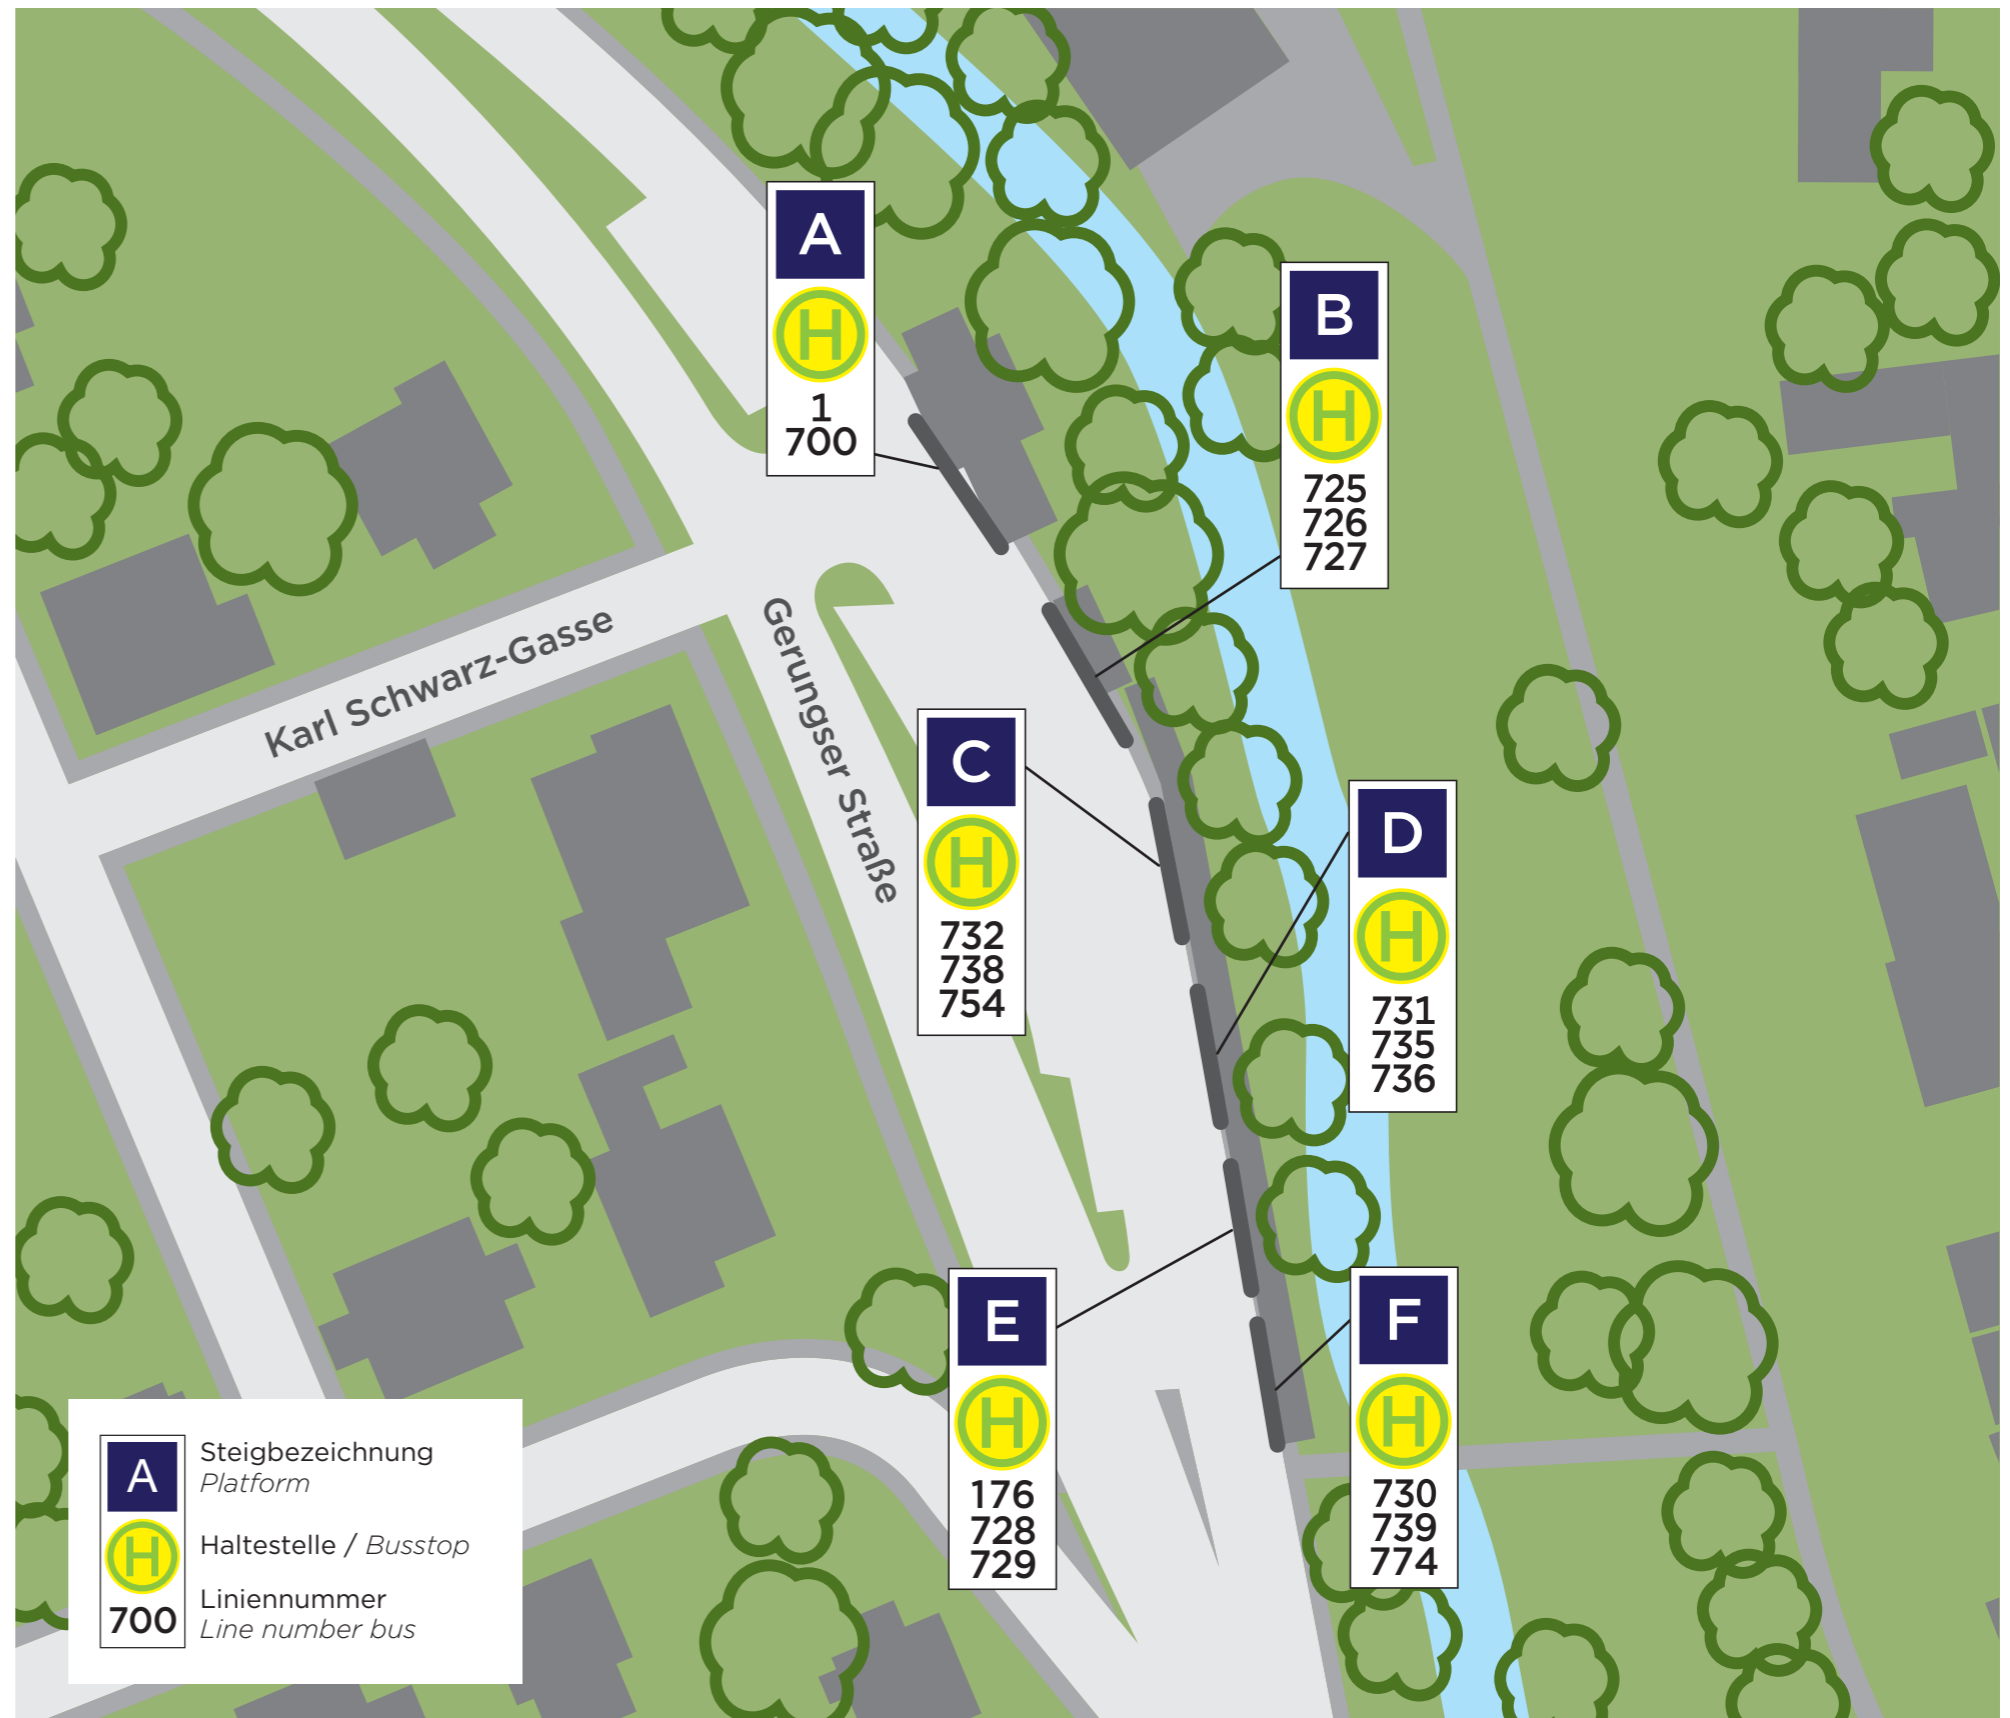 A
H
1
700
B
H
725
726
727
Karl Schwarz-Gasse
Gerungser Straße
C
H
732
738
754
D
H
731
735
736
E
H
176
728
729
F
H
730
739
774
A
Steigbezeichnung
Platform
H
Haltestelle / Busstop
700
Liniennummer
Line number bus